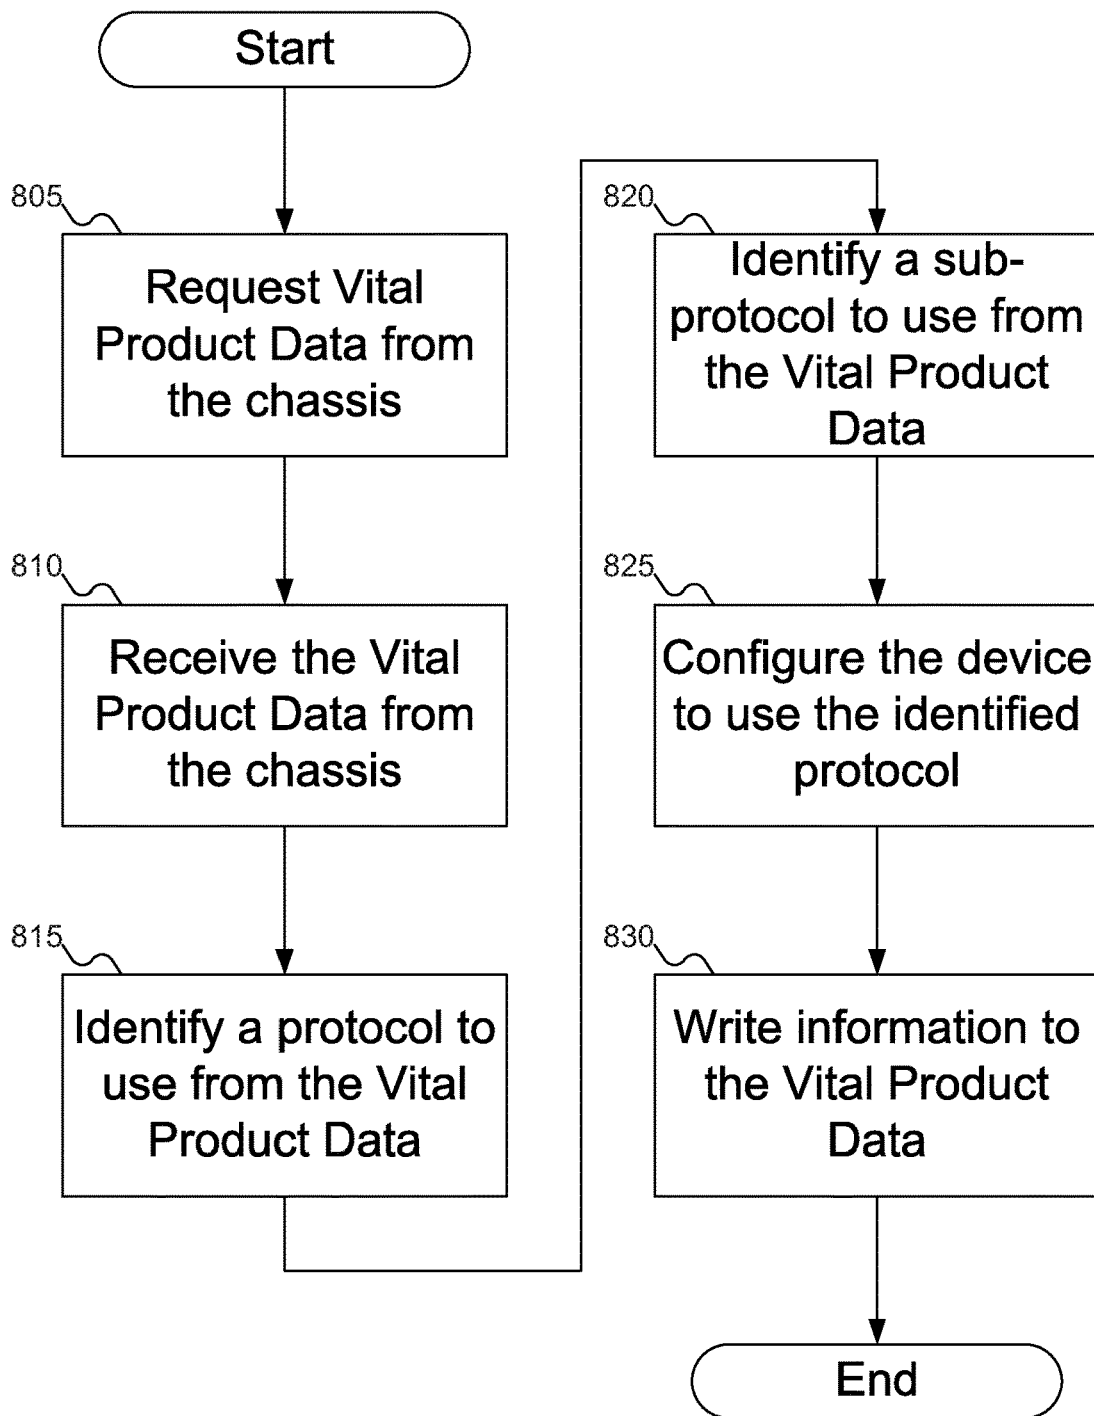 Start
805
Request Vital
Product Data from
the chassis
810
Receive the Vital
Product Data from
the chassis
815
Identify a protocol to
use from the Vital
Product Data
820
Identify a sub-
protocol to use from
the Vital Product
Data
825
Configure the device
to use the identified
protocol
830
Write information to
the Vital Product
Data
End